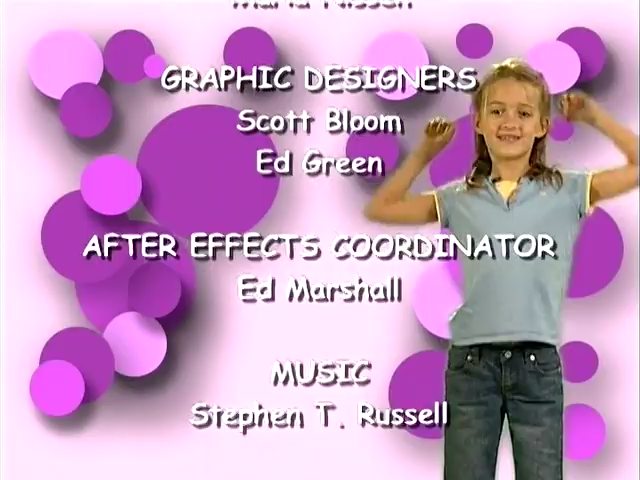 GRAPHIC DESIGNERS
Scott Bloom
Ed Green
AFTER EFFECTS COORDINATOR
Ed Marshall
MUSIC
Stephen T. Russell